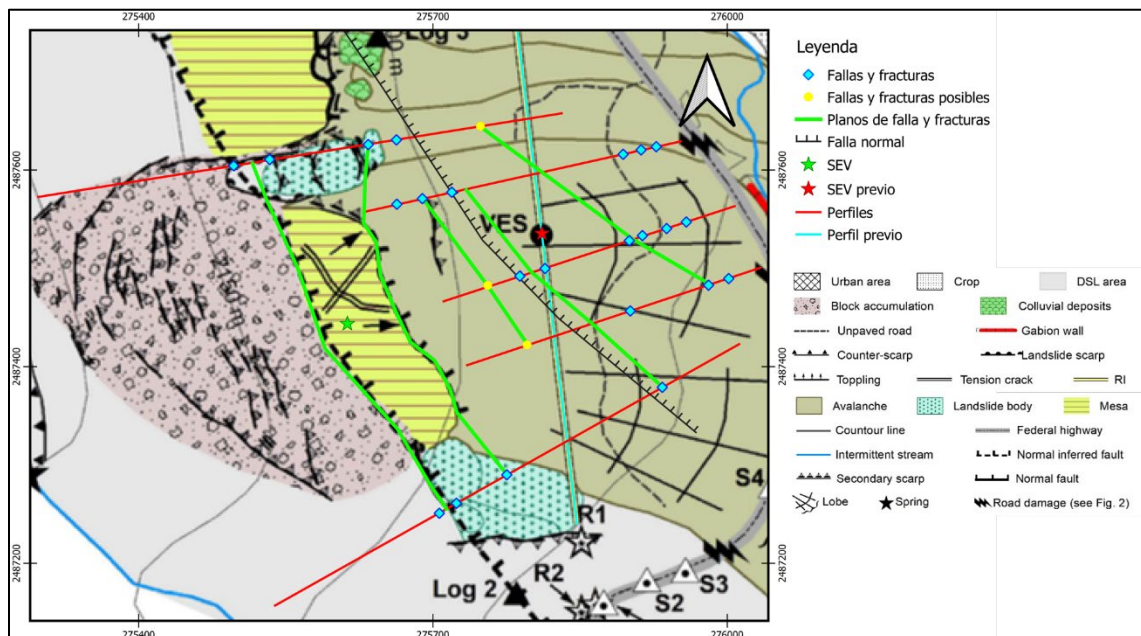 275400
275700
276000
2487600
2487400
2487200
2487600
2487400
2487200
275400
275700
276000
Log 3
VES
2150 m
S4
R1
R2
S3
S2
Log 2
Leyenda
Fallas y fracturas
Fallas y fracturas posibles
Planos de falla y fracturas
Falla normal
SEV
SEV previo
Perfiles
Perfil previo
Urban area
Crop
DSL area
Block accumulation
Colluvial deposits
Unpaved road
Gabion wall
Counter-scarp
Landslide scarp
Toppling
Tension crack
RI
Avalanche
Landslide body
Mesa
Countour line
Federal highway
Intermittent stream
Normal inferred fault
Secondary scarp
Normal fault
Lobe
Spring
Road damage (see Fig. 2)